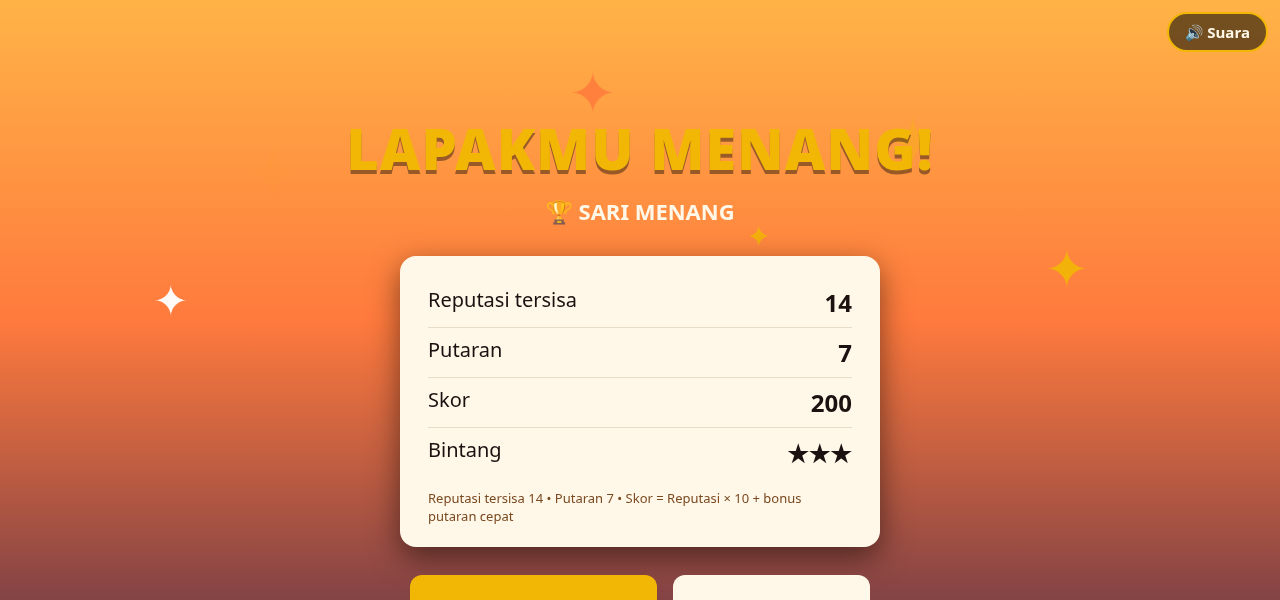 🔊 Suara
LAPAKMU MENANG!
🏆 SARI MENANG
Reputasi tersisa 14
Putaran 7
Skor 200
Bintang ★★★
Reputasi tersisa 14 • Putaran 7 • Skor = Reputasi × 10 + bonus
putaran cepat